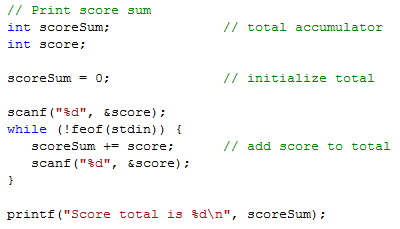 // Print score sum
int scoreSum; // total accumulator
int score;
scoreSum = 0; // initialize total
scanf("%d", &score);
while (!feof(stdin)) {
scoreSum += score; // add score to total
scanf("%d", &score);
}
printf("Score total is %d\n", scoreSum);